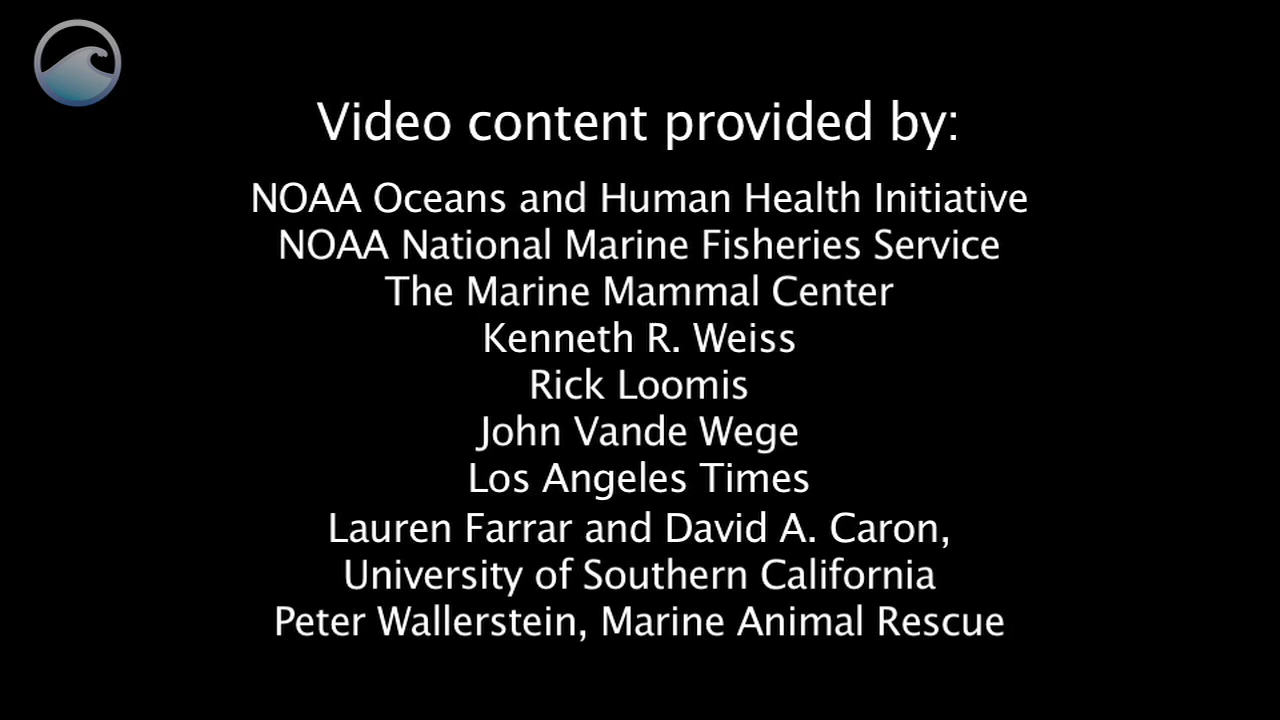 Video content provided by:
NOAA Oceans and Human Health Initiative
NOAA National Marine Fisheries Service
The Marine Mammal Center
Kenneth R. Weiss
Rick Loomis
John Vande Wege
Los Angeles Times
Lauren Farrar and David A. Caron,
University of Southern California
Peter Wallerstein, Marine Animal Rescue